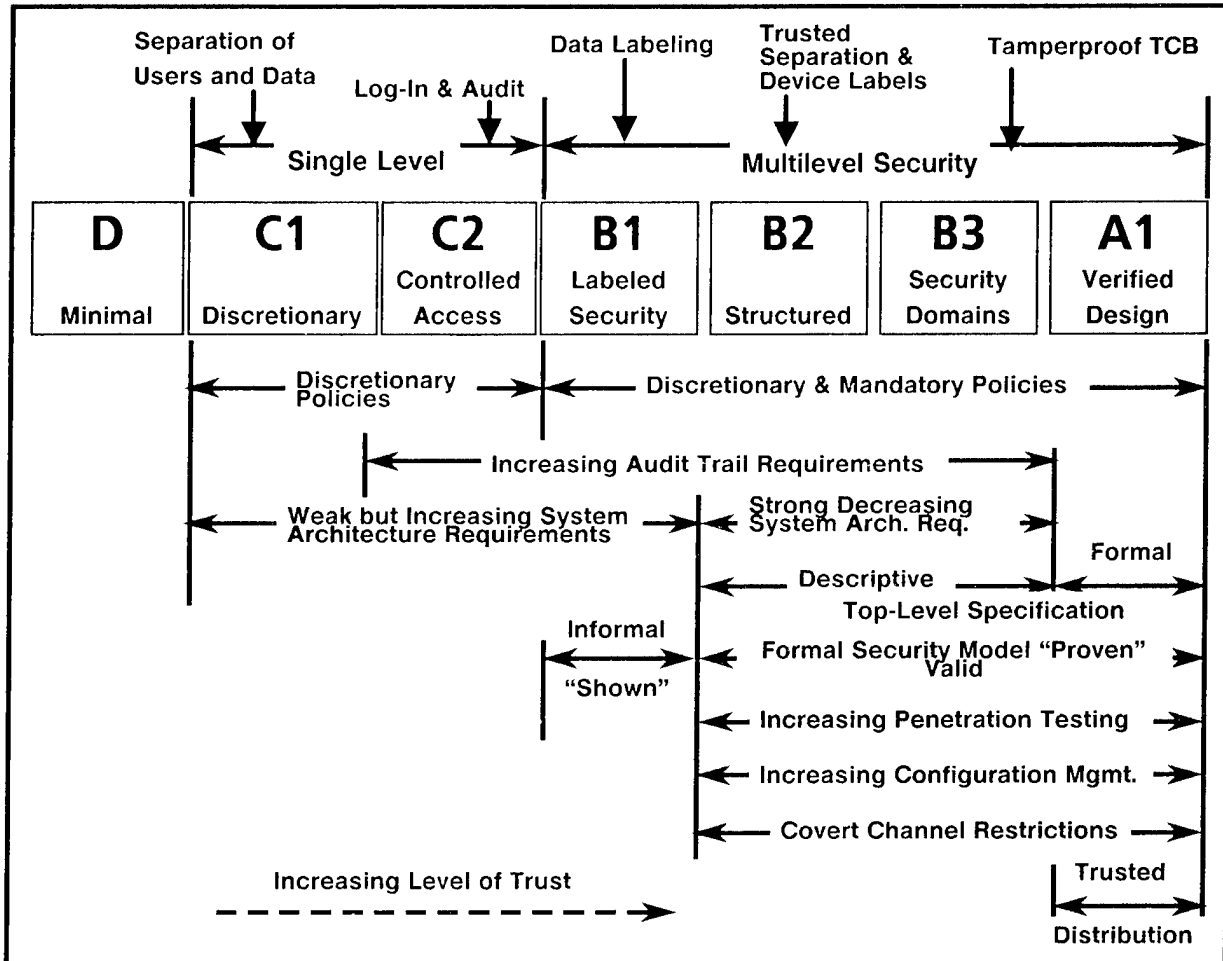 Separation of
Users and Data
Log-In & Audit
Data Labeling
Trusted
Separation &
Device Labels
Tamperproof TCB
Single Level
Multilevel Security
D
Minimal
C1
Discretionary
C2
Controlled
Access
B1
Labeled
Security
B2
Structured
B3
Security
Domains
A1
Verified
Design
Discretionary
Policies
Discretionary & Mandatory Policies
Increasing Audit Trail Requirements
Weak but Increasing System
Architecture Requirements
Strong Decreasing
System Arch. Req.
Formal
Descriptive
Top-Level Specification
Informal
"Shown"
Formal Security Model “Proven”
Valid
Increasing Penetration Testing
Increasing Configuration Mgmt.
Covert Channel Restrictions
Increasing Level of Trust
Trusted
Distribution